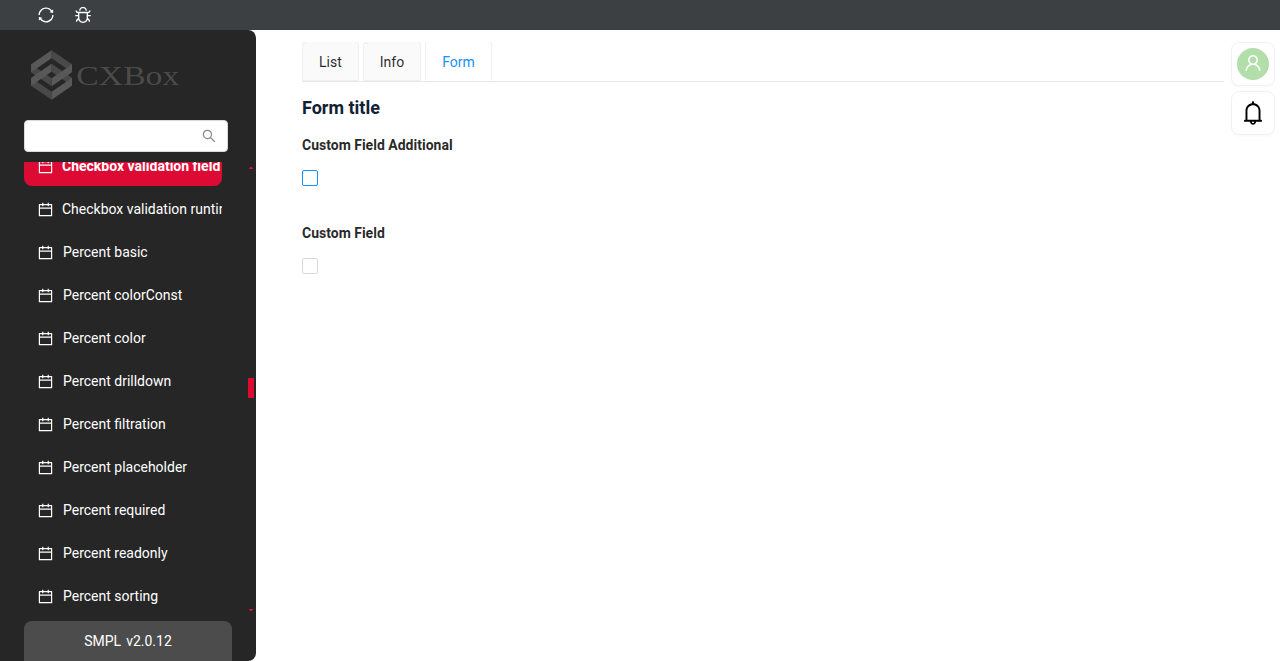 CXBox
Checkbox validation field
Checkbox validation runtin
Percent basic
Percent colorConst
Percent color
Percent drilldown
Percent filtration
Percent placeholder
Percent required
Percent readonly
Percent sorting
SMPL v2.0.12
List Info Form
Form title
Custom Field Additional
Custom Field